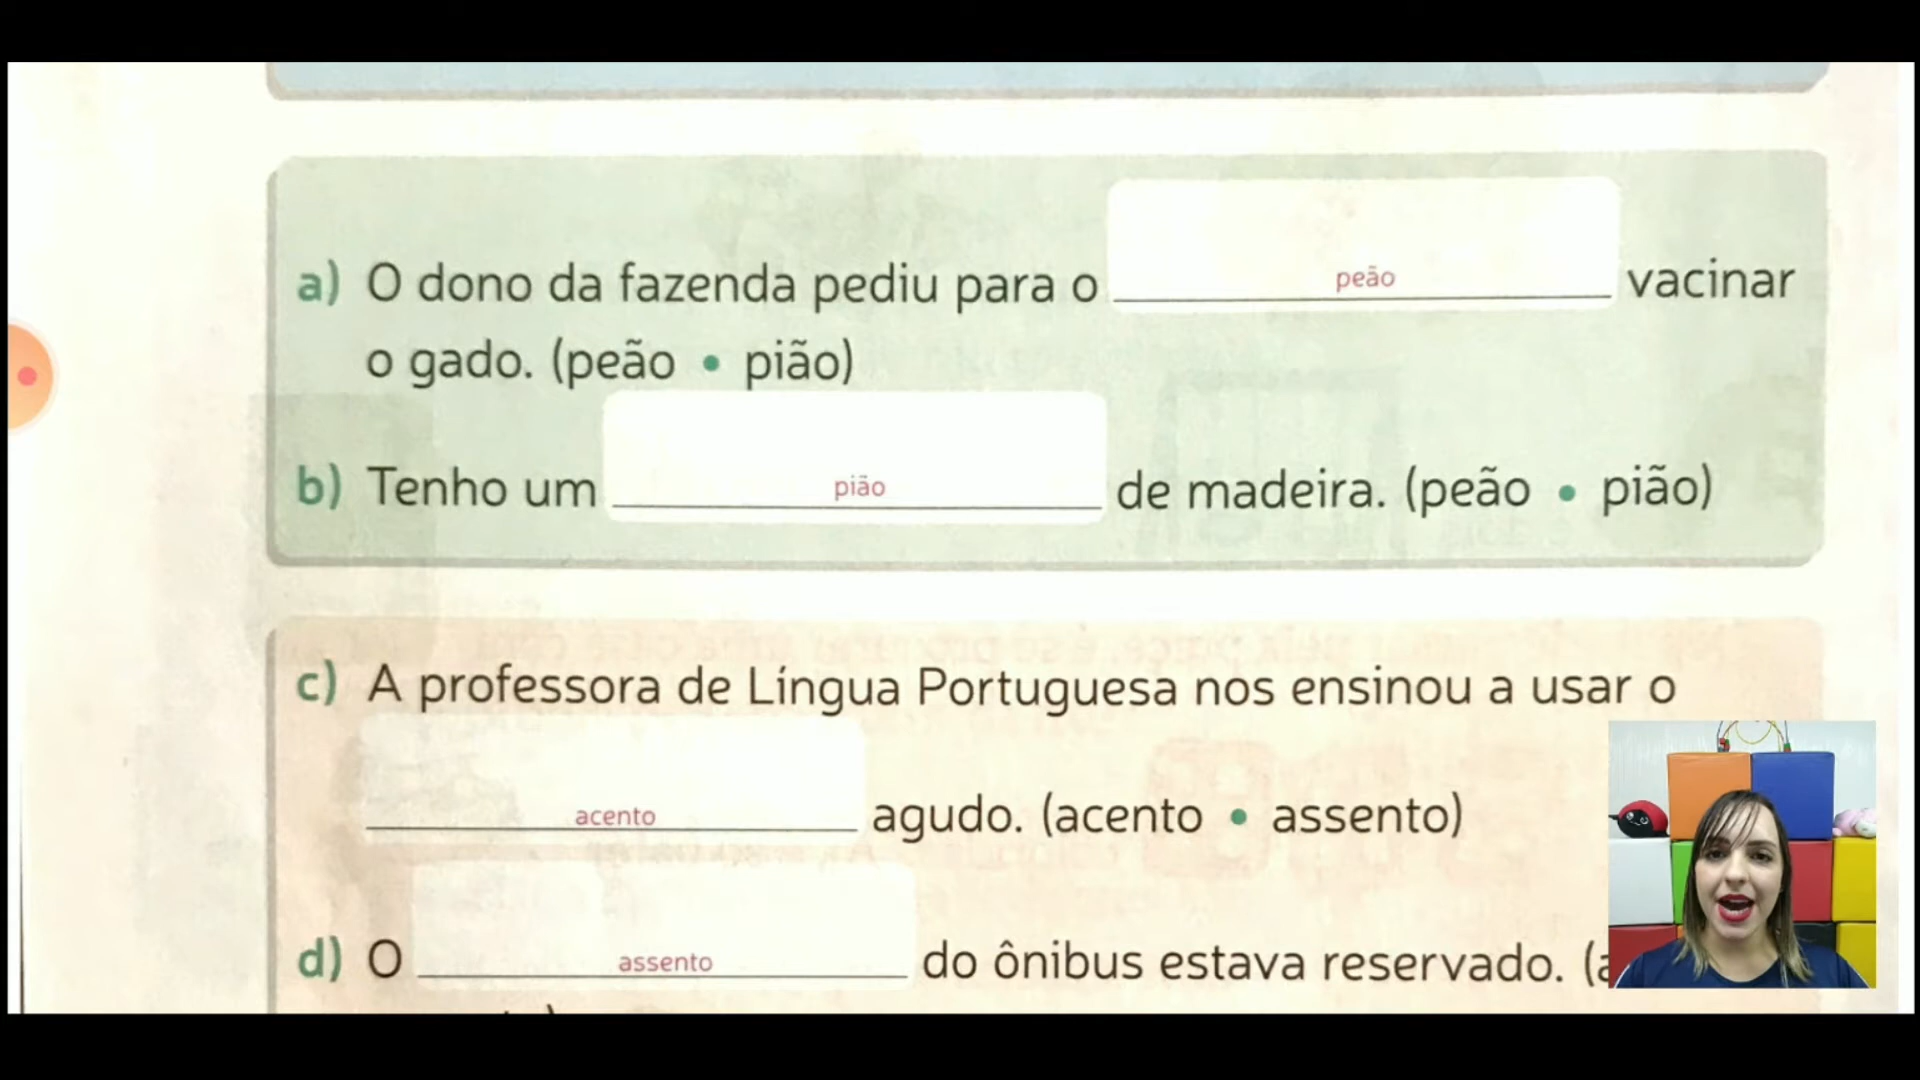 a) O dono da fazenda pediu para o peão vacinar
o gado. (peão • pião)
b) Tenho um pião de madeira. (peão • pião)
c) A professora de Língua Portuguesa nos ensinou a usar o
acento agudo. (acento • assento)
d) O assento do ônibus estava reservado. (